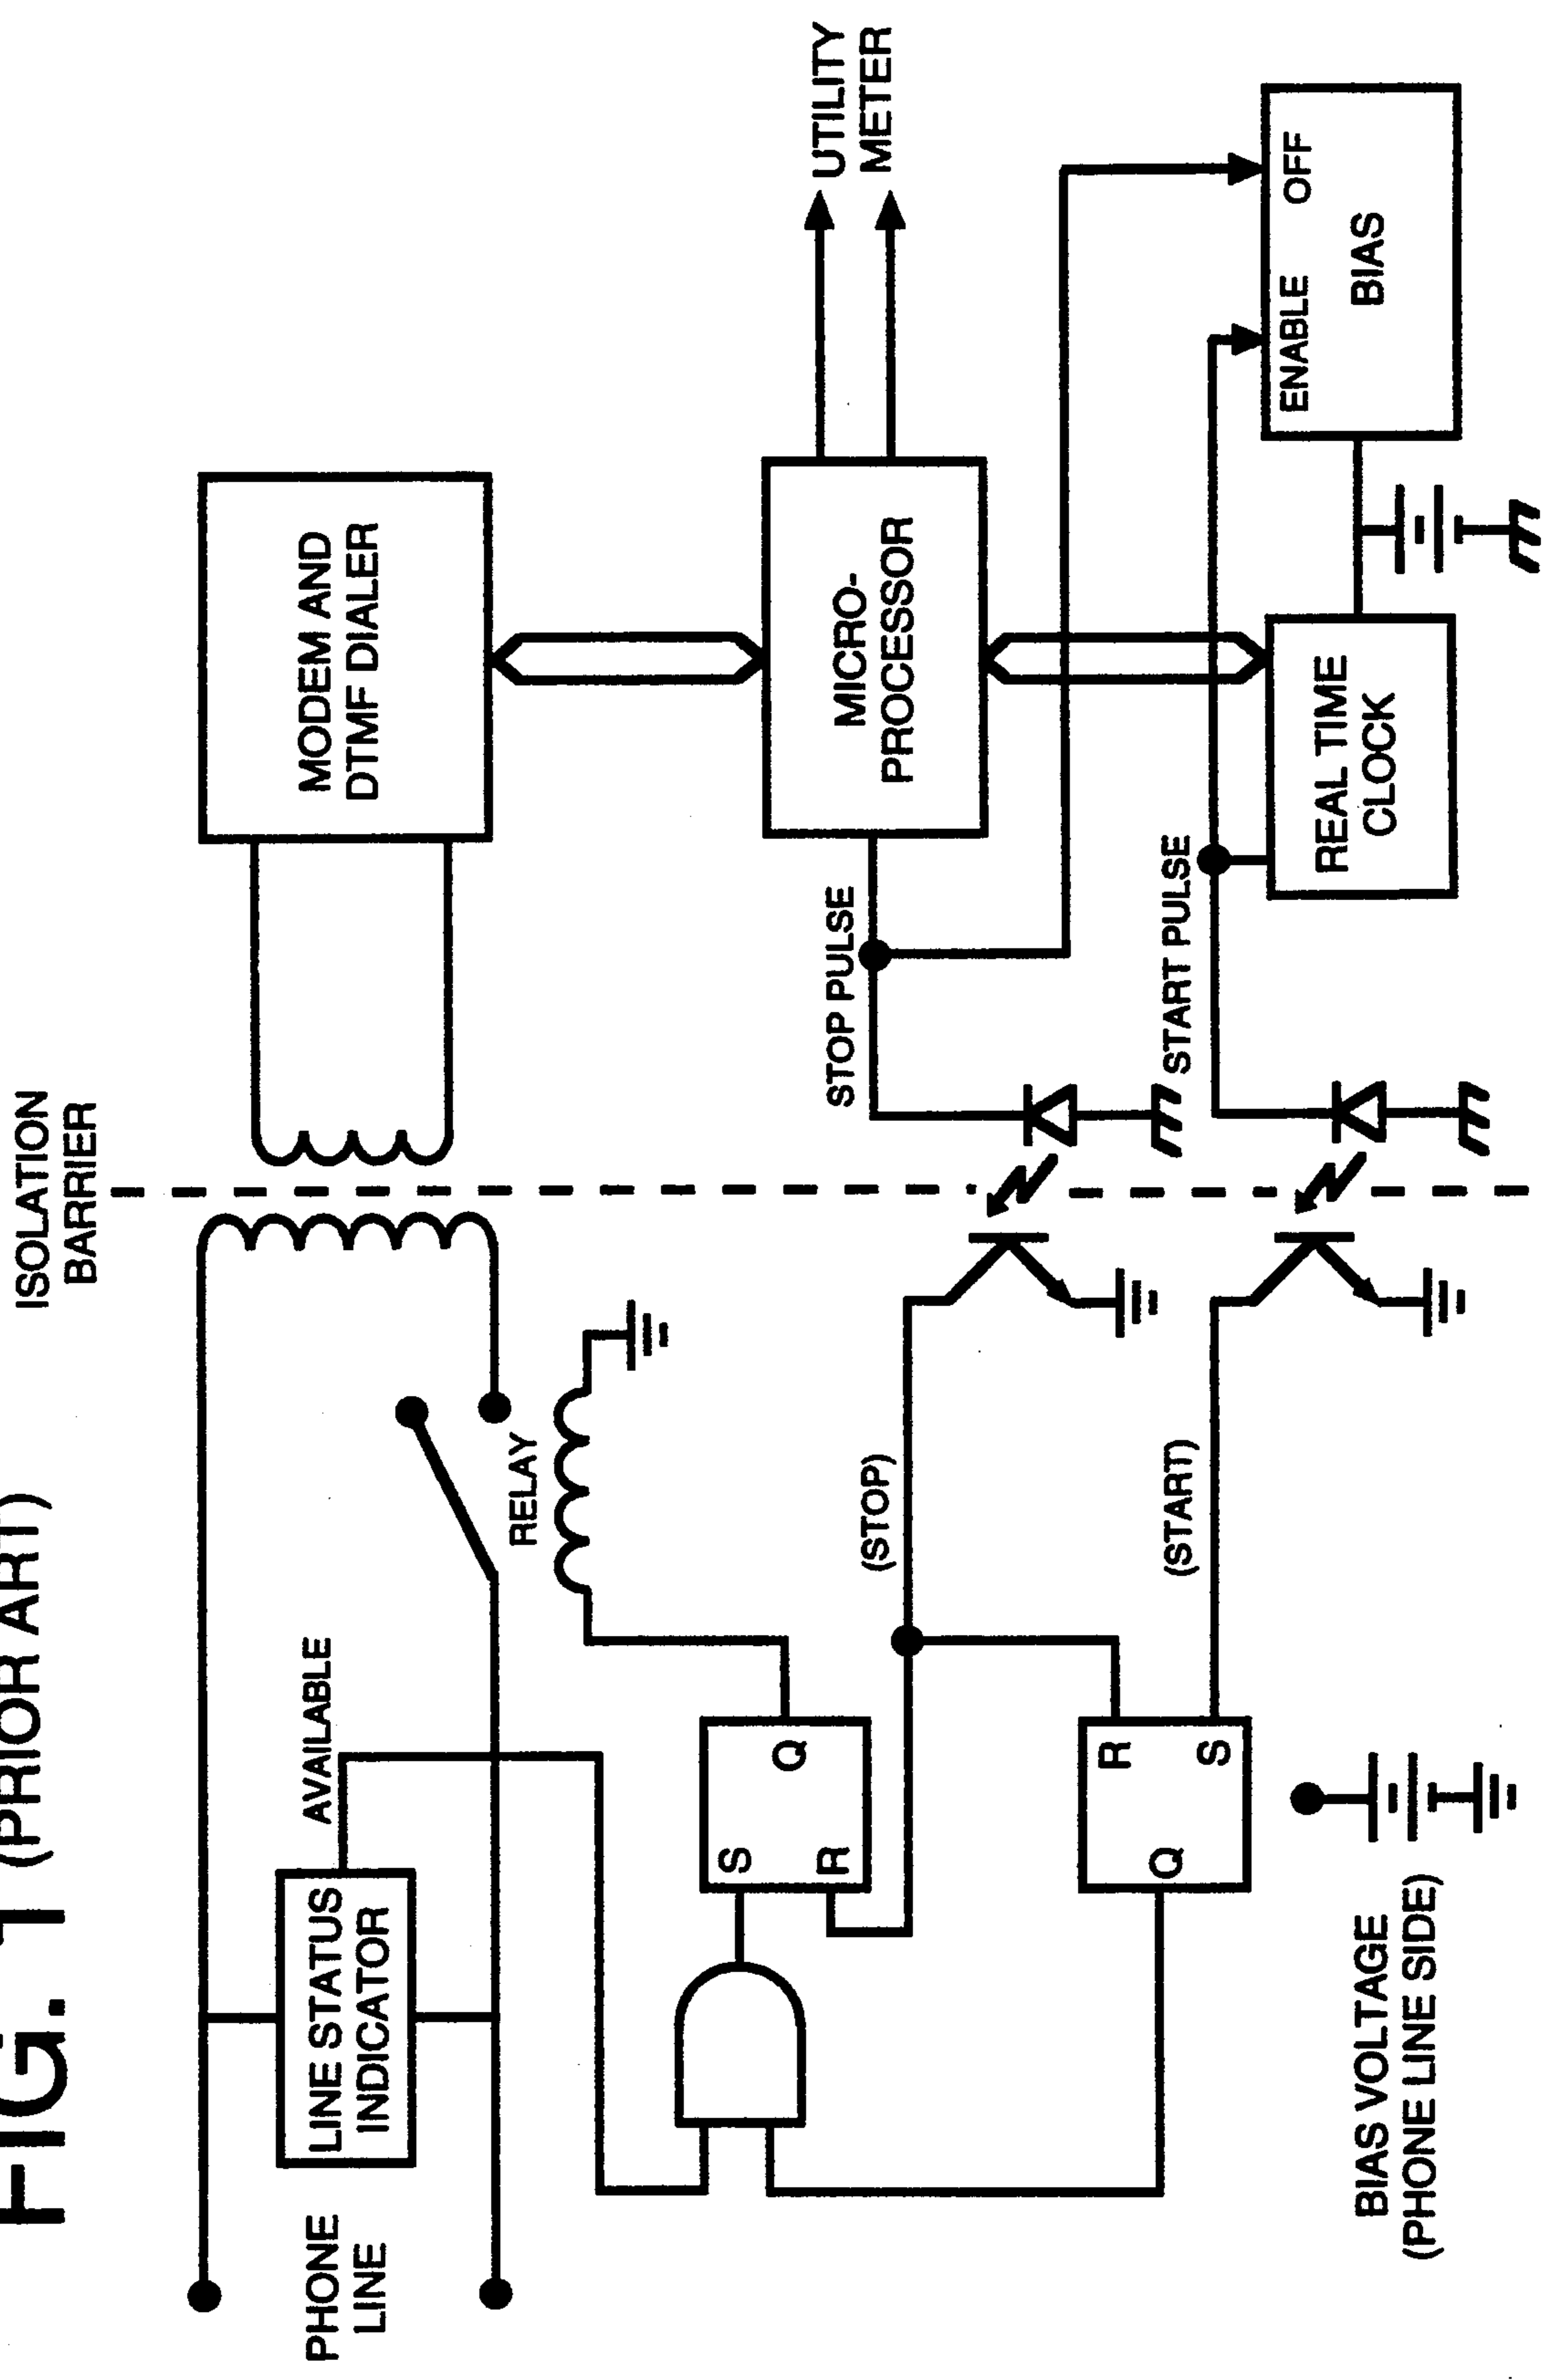 FIG. 1 (PRIOR ART)
ISOLATION
BARRIER
PHONE
LINE
LINE STATUS
INDICATOR
AVAILABLE
RELAY
MODEM AND
DTMF DIALER
S
R
Q
(STOP)
STOP PULSE
MICRO-
PROCESSOR
UTILITY
METER
R
S
Q
(START)
START PULSE
REAL TIME
CLOCK
ENABLE OFF
BIAS
BIAS VOLTAGE
(PHONE LINE SIDE)